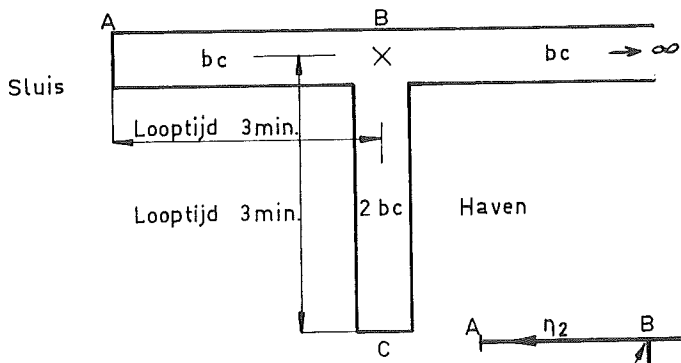 A B
bc bc → ∞
Sluis
Looptijd 3min.
Looptijd 3min. 2 bc Haven
C
A η2 B